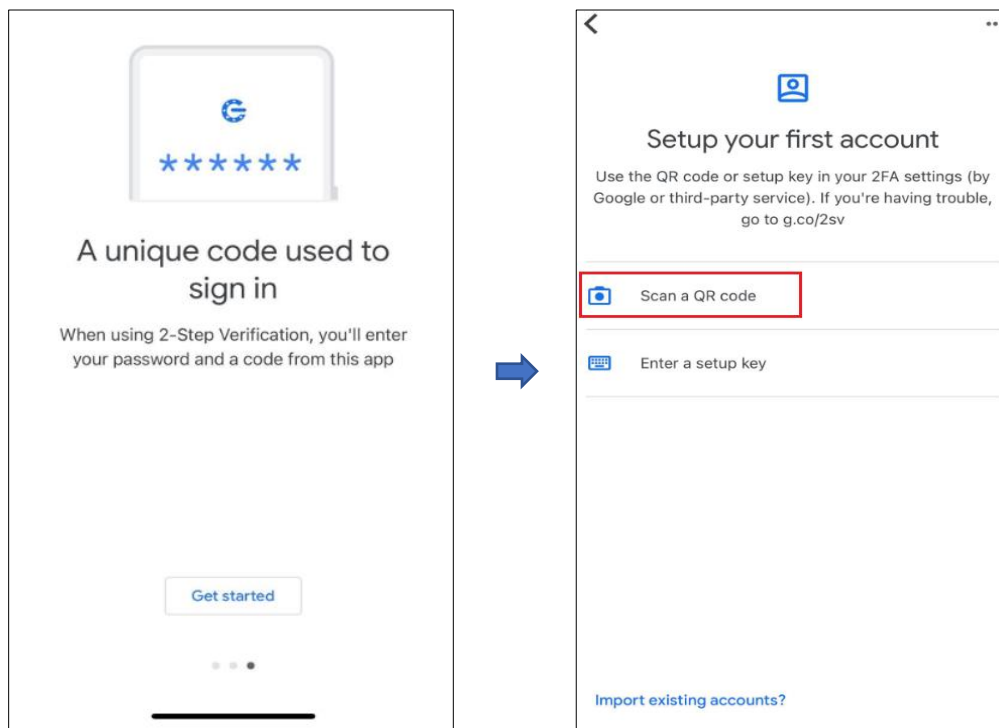 ******
A unique code used to
sign in
When using 2-Step Verification, you'll enter
your password and a code from this app
Get started
Setup your first account
Use the QR code or setup key in your 2FA settings (by
Google or third-party service). If you're having trouble,
go to g.co/2sv
Scan a QR code
Enter a setup key
Import existing accounts?